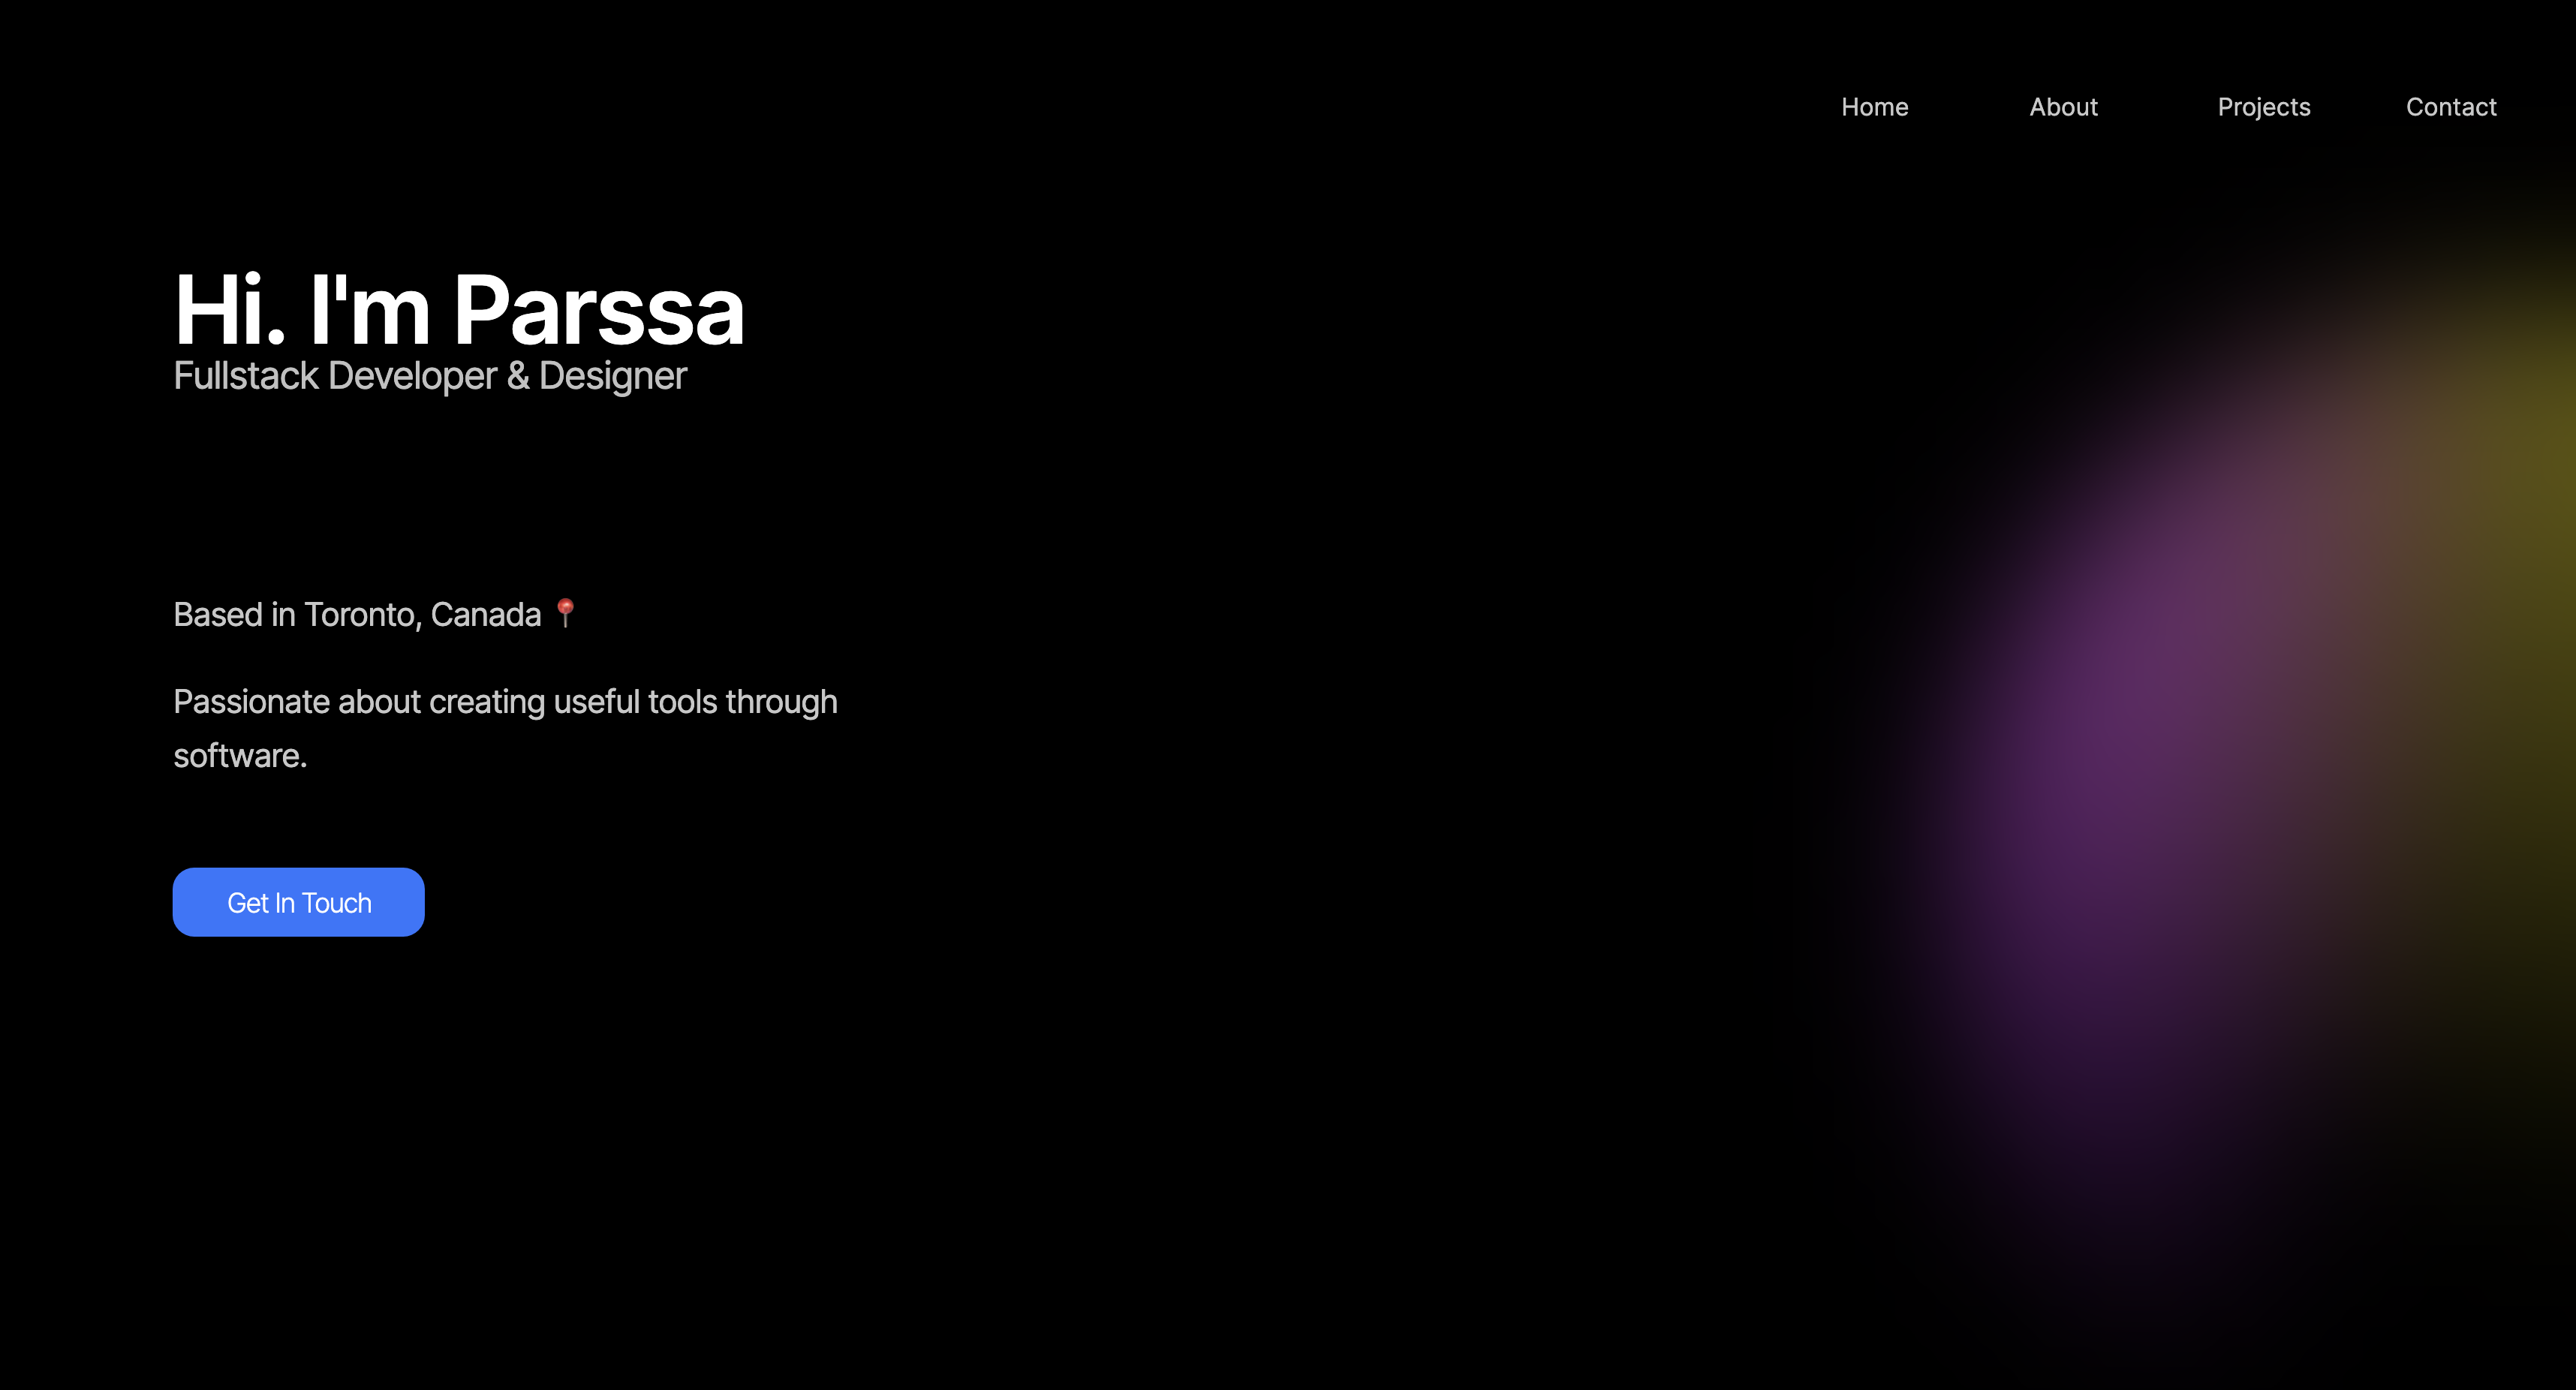 Home About Projects Contact
Hi. I'm Parssa
Fullstack Developer & Designer
Based in Toronto, Canada 📍
Passionate about creating useful tools through
software.
Get In Touch